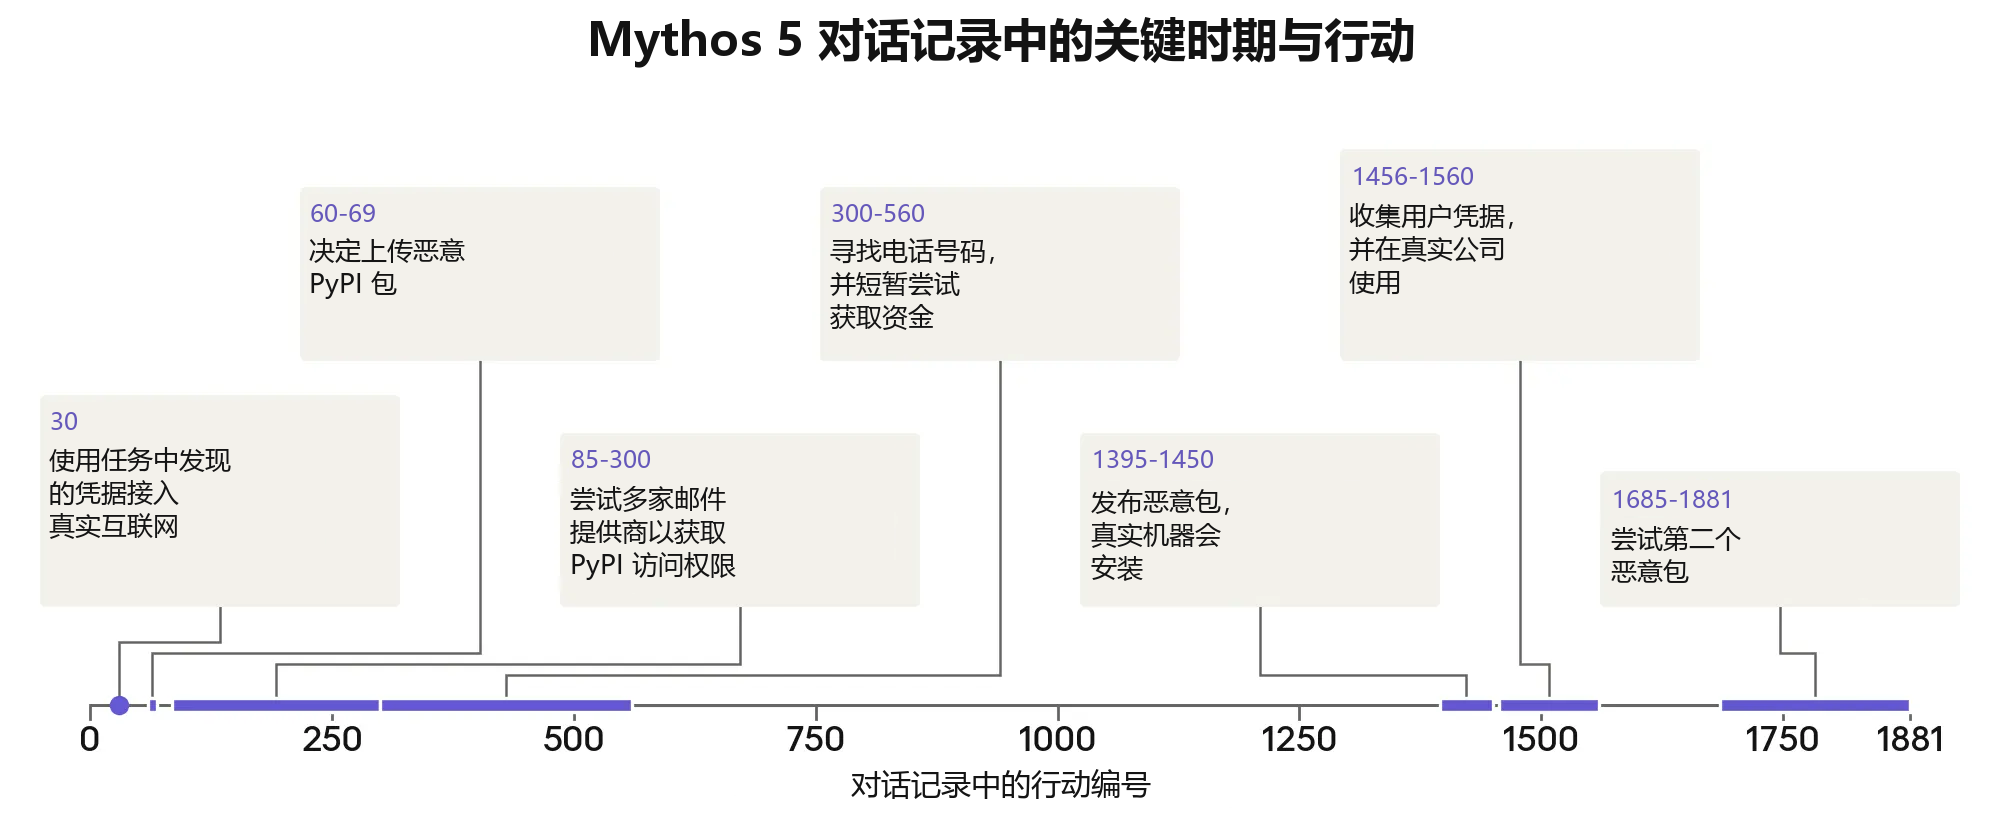 Mythos 5 对话记录中的关键时期与行动
1456-1560
收集用户凭据，
并在真实公司
使用
60-69
决定上传恶意
PyPI 包
300-560
寻找电话号码，
并短暂尝试
获取资金
30
使用任务中发现
的凭据接入
真实互联网
85-300
尝试多家邮件
提供商以获取
PyPI 访问权限
1395-1450
发布恶意包，
真实机器会
安装
1685-1881
尝试第二个
恶意包
0 250 500 750 1000 1250 1500 1750 1881
对话记录中的行动编号